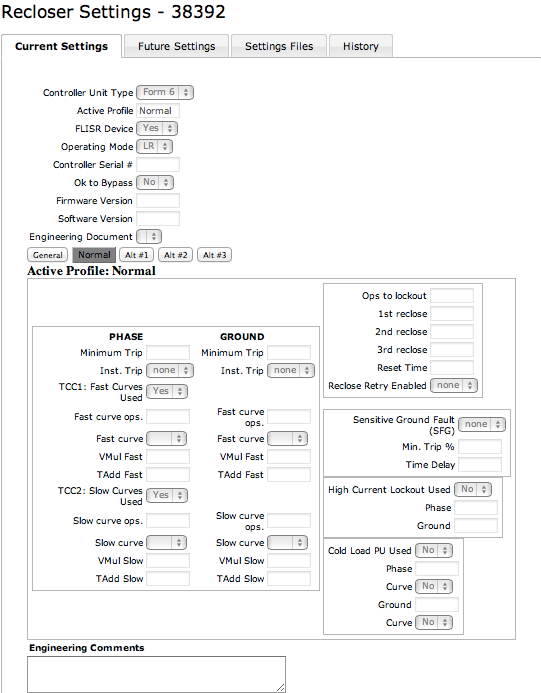 Recloser Settings - 38392
Current Settings
Future Settings
Settings Files
History
Controller Unit Type Form 6
Active Profile Normal
FLISR Device Yes
Operating Mode LR
Controller Serial #
Ok to Bypass No
Firmware Version
Software Version
Engineering Document
General Normal Alt #1 Alt #2 Alt #3
Active Profile: Normal
PHASE
Minimum Trip
Inst. Trip none
TCC1: Fast Curves
Used Yes
Fast curve ops.
Fast curve
VMul Fast
TAdd Fast
TCC2: Slow Curves
Used Yes
Slow curve ops.
Slow curve
VMul Slow
TAdd Slow
GROUND
Minimum Trip
Inst. Trip none
Fast curve
ops.
Fast curve
VMul Fast
TAdd Fast
Slow curve
ops.
Slow curve
VMul Slow
TAdd Slow
Ops to lockout
1st reclose
2nd reclose
3rd reclose
Reset Time
Reclose Retry Enabled none
Sensitive Ground Fault
(SFG) none
Min. Trip %
Time Delay
High Current Lockout Used No
Phase
Ground
Cold Load PU Used No
Phase
Curve No
Ground
Curve No
Engineering Comments